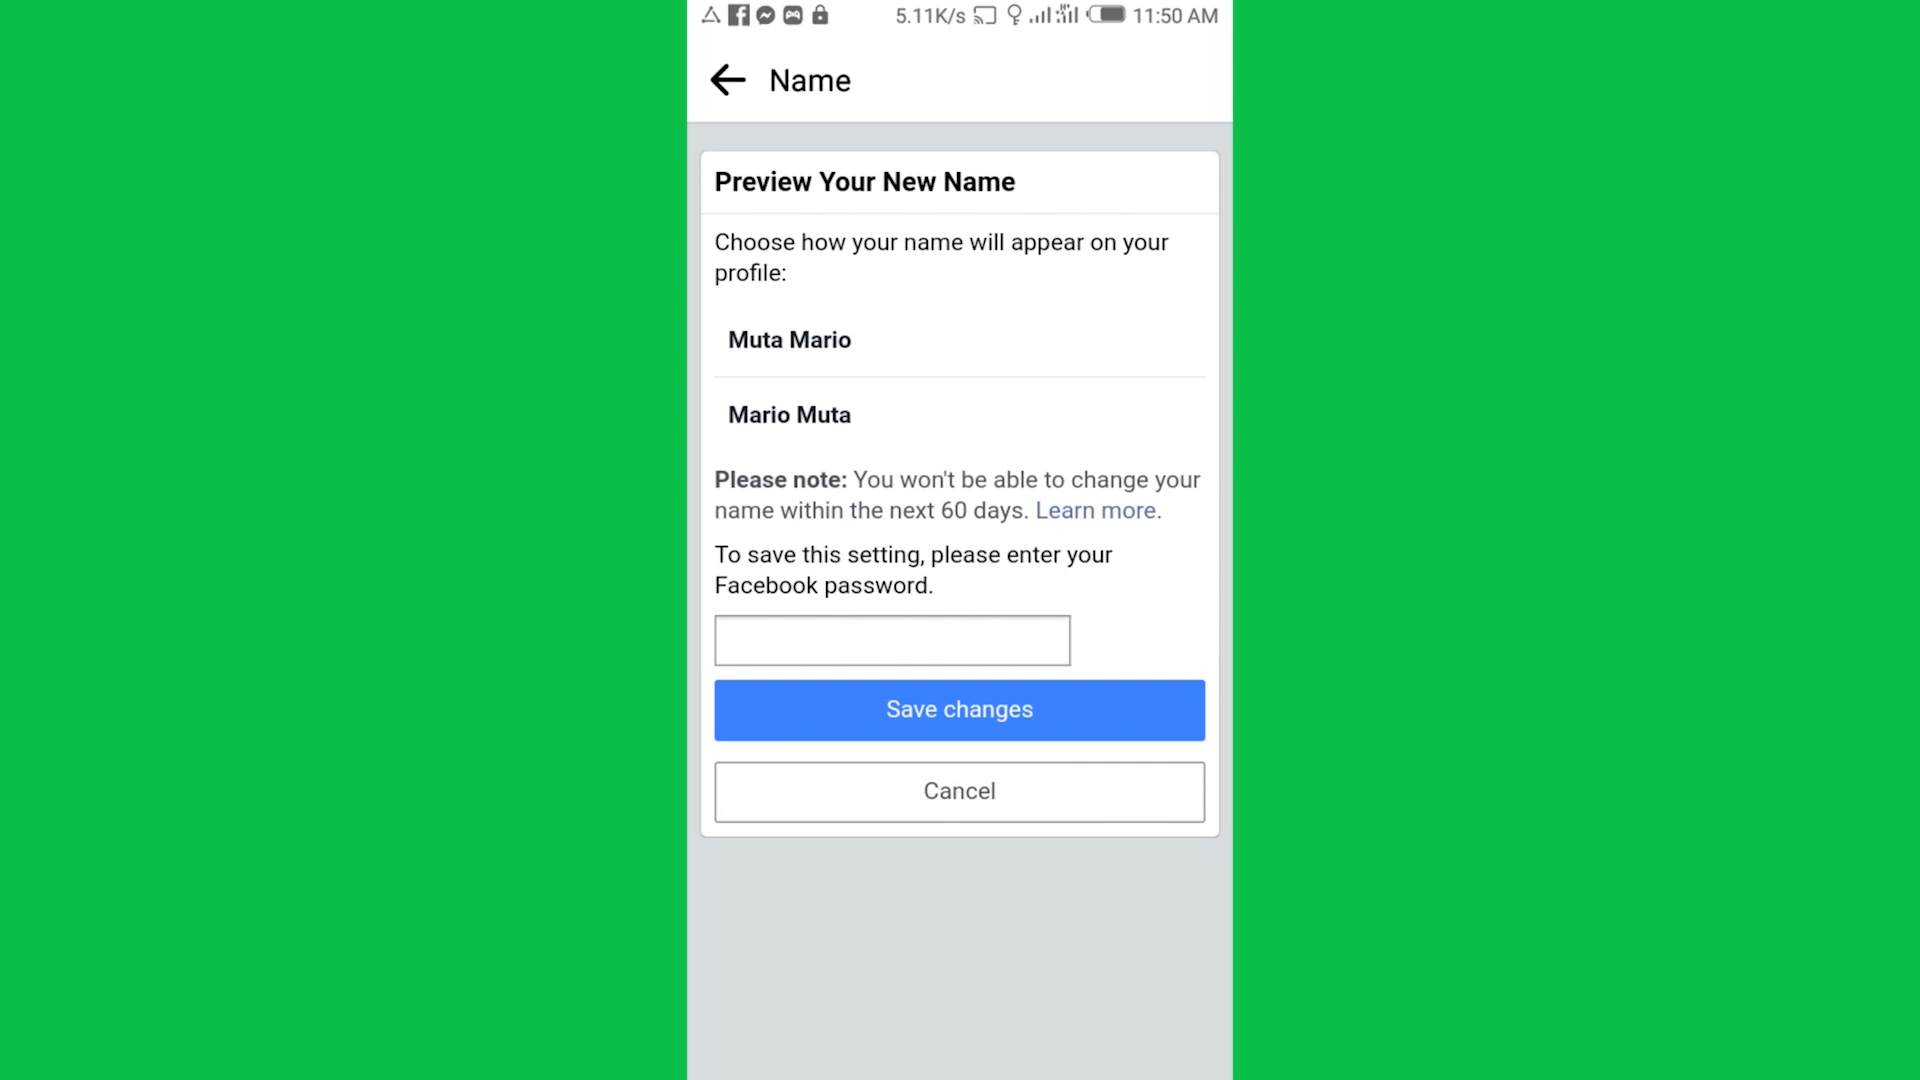 5.11K/s 11:50 AM
Name
Preview Your New Name
Choose how your name will appear on your
profile:
Muta Mario
Mario Muta
Please note: You won't be able to change your
name within the next 60 days. Learn more.
To save this setting, please enter your
Facebook password.
Save changes
Cancel